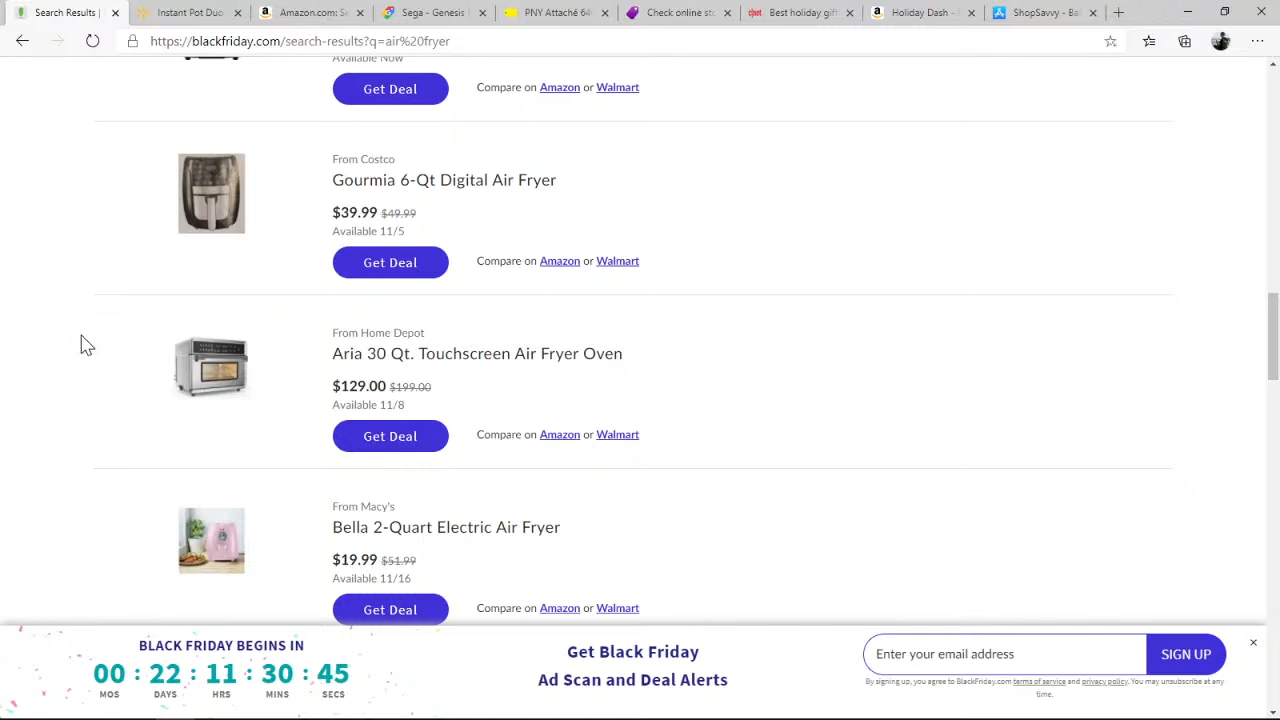 Search Results |
Instant Pot Duo
Amazon.com: Se
Sega - Genesis
PNY Attaché 64
Check online st
Best holiday gift
Holiday Dash -
ShopSavvy - Ba
https://blackfriday.com/search-results?q=air%20fryer
Available Now
Get Deal
Compare on Amazon or Walmart
From Costco
Gourmia 6-Qt Digital Air Fryer
$39.99 $49.99
Available 11/5
Get Deal
Compare on Amazon or Walmart
From Home Depot
Aria 30 Qt. Touchscreen Air Fryer Oven
$129.00 $199.00
Available 11/8
Get Deal
Compare on Amazon or Walmart
From Macy's
Bella 2-Quart Electric Air Fryer
$19.99 $51.99
Available 11/16
Get Deal
Compare on Amazon or Walmart
BLACK FRIDAY BEGINS IN
00 : 22 : 11 : 30 : 45
MOS DAYS HRS MINS SECS
Get Black Friday
Ad Scan and Deal Alerts
Enter your email address
SIGN UP
By signing up, you agree to BlackFriday.com terms of service and privacy policy. You may unsubscribe at any
time.